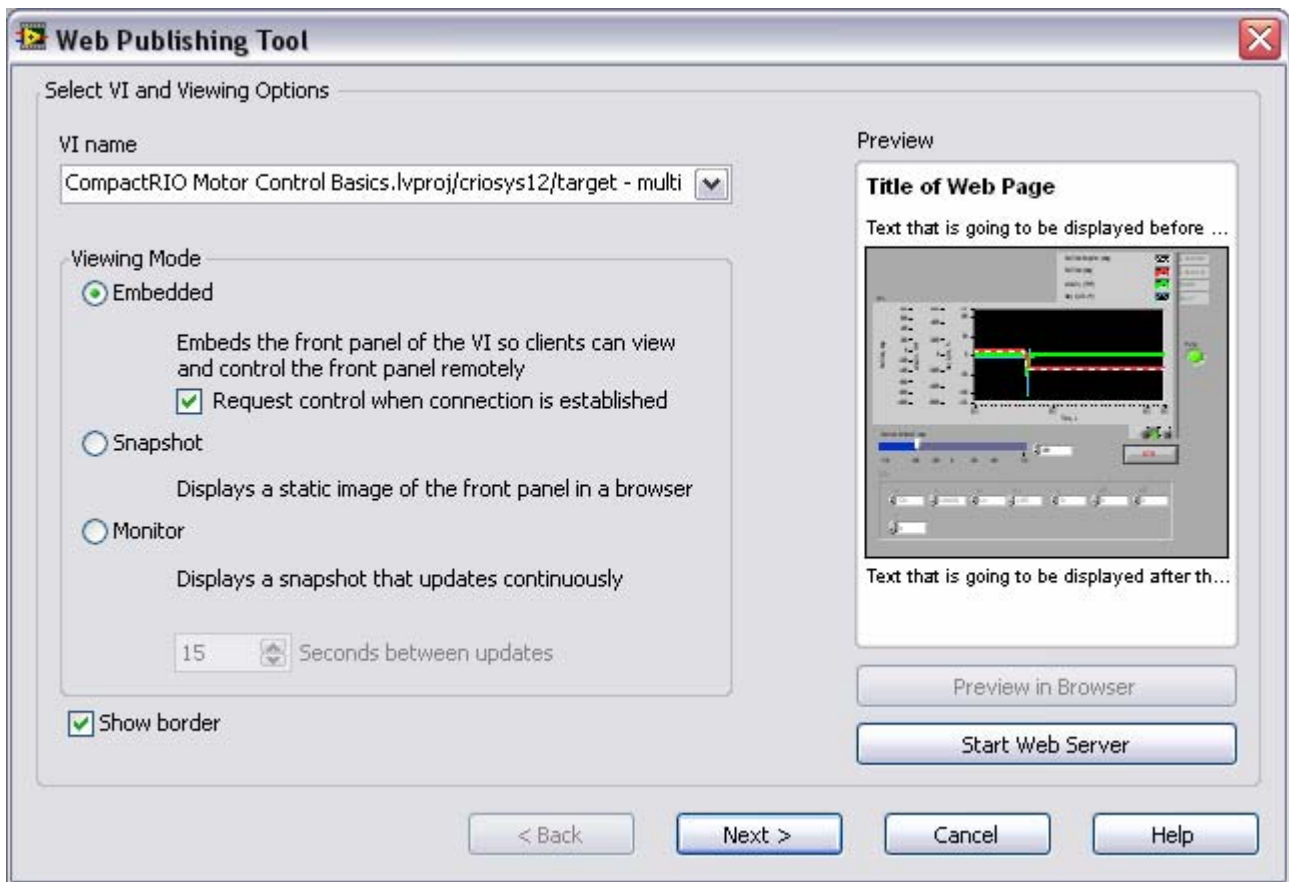 Web Publishing Tool
Select VI and Viewing Options
VI name
CompactRIO Motor Control Basics.lvproj/criosys12/target - multi
Viewing Mode
Embedded
Embeds the front panel of the VI so clients can view
and control the front panel remotely
Request control when connection is established
Snapshot
Displays a static image of the front panel in a browser
Monitor
Displays a snapshot that updates continuously
15 Seconds between updates
Show border
Preview
Title of Web Page
Text that is going to be displayed before ...
Text that is going to be displayed after th...
Preview in Browser
Start Web Server
< Back
Next >
Cancel
Help